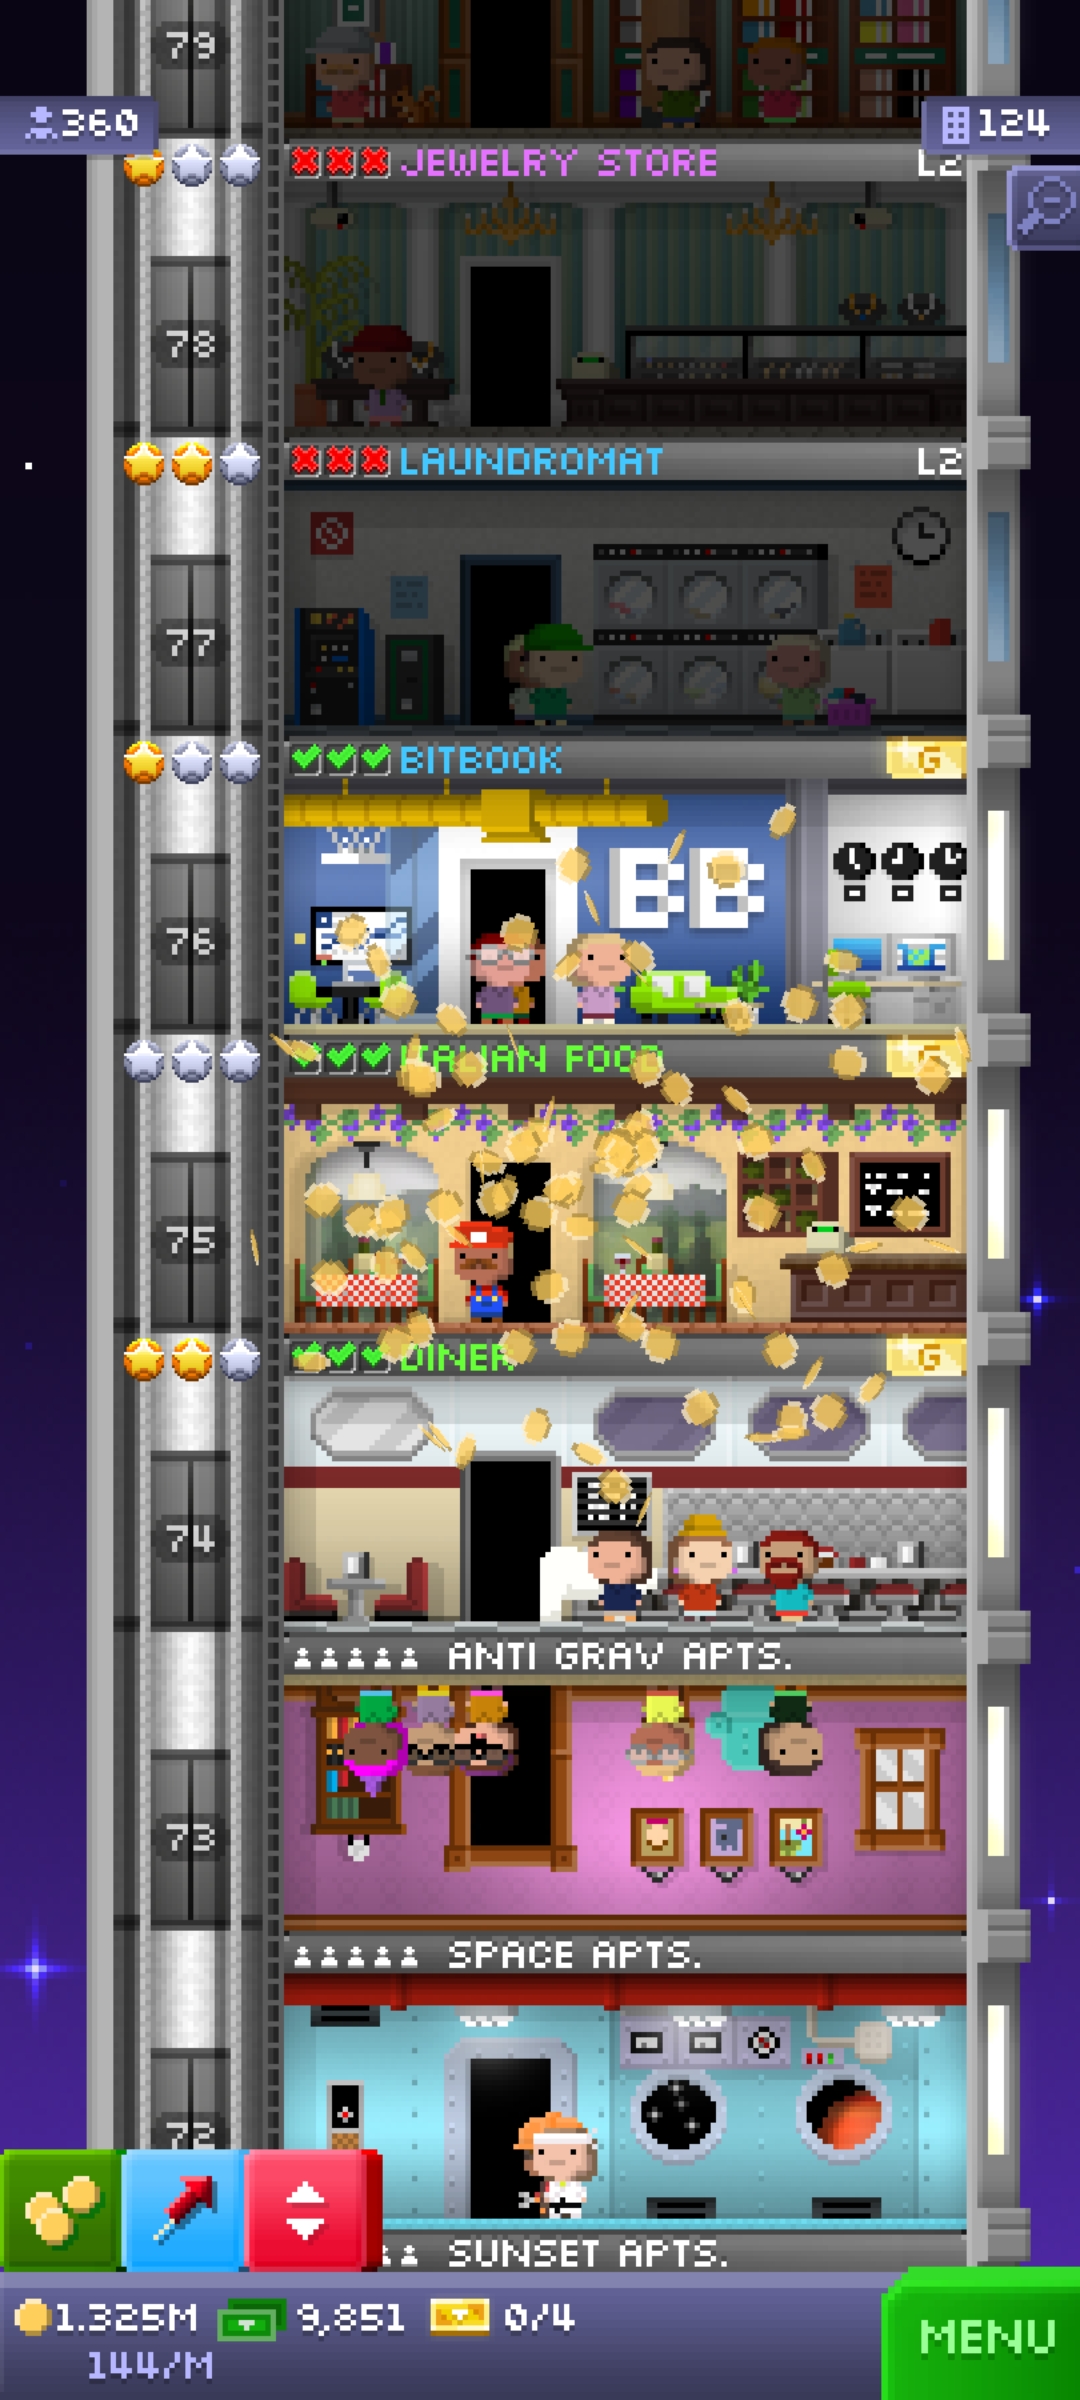 79
360
124
JEWELRY STORE L2
78
LAUNDROMAT L2
77
BITBOOK G
BB
76
ITALIAN FOOD G
75
DINER G
74
ANTI GRAV APTS.
73
SPACE APTS.
72
SUNSET APTS.
1.325M 9,851 0/4
144/M
MENU